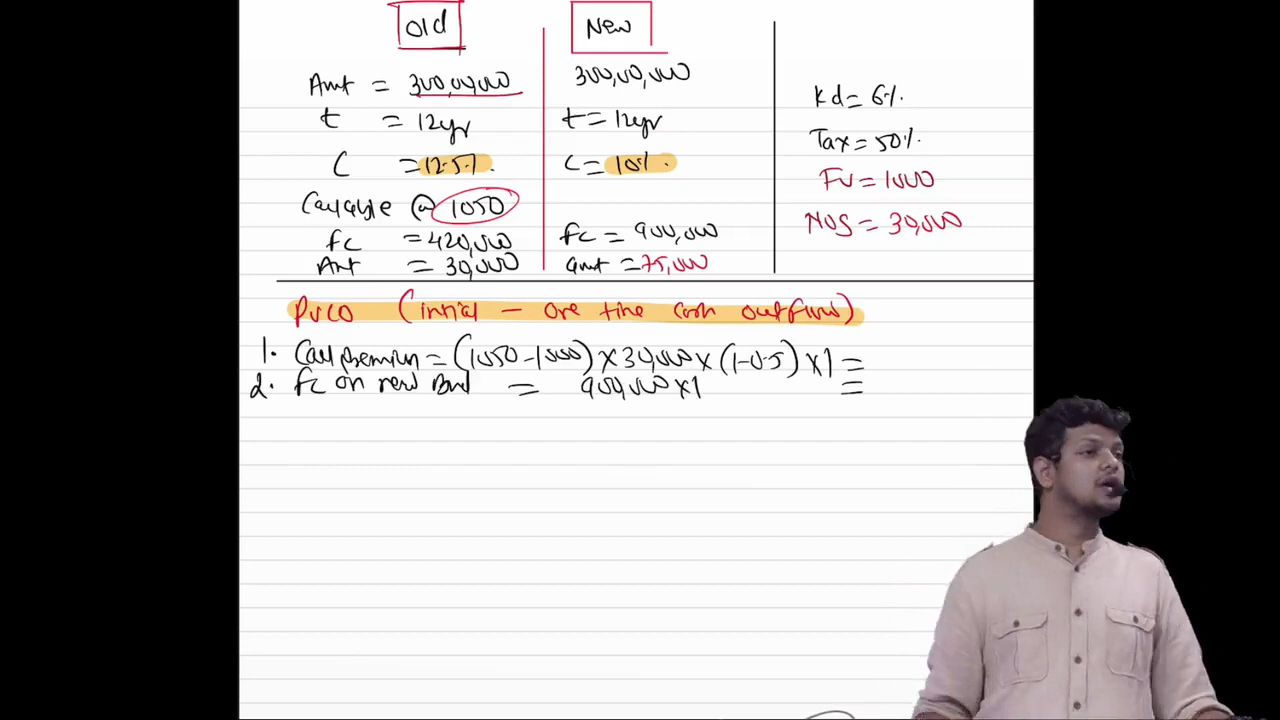 Old
New
Amt = 300,00,000
300,00,000
t = 12yr
t = 12yr
C = 12.5%.
C = 10%.
Callable @ 1050
fc = 420,000
fc = 900,000
Amt = 30,000
amt = 75,000
Kd = 6%.
Tax = 50%.
FV = 1000
NOS = 30,000
PVCO (initial - one time cash outflow)
1. Call premium = (1050 - 1000) x 30,000 x (1-0.5) x 1 =
2. fc on new Bond = 900,000 x 1 =